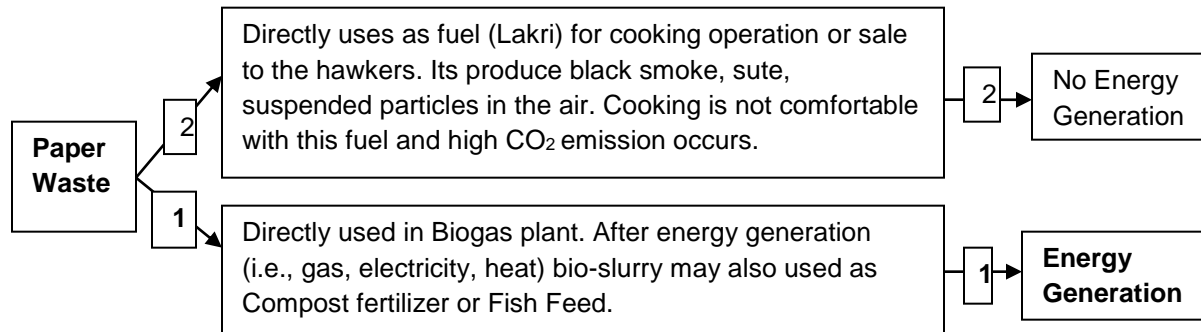 Paper
Waste
2
Directly uses as fuel (Lakri) for cooking operation or sale
to the hawkers. Its produce black smoke, sute,
suspended particles in the air. Cooking is not comfortable
with this fuel and high CO₂ emission occurs.
2
No Energy
Generation
1
Directly used in Biogas plant. After energy generation
(i.e., gas, electricity, heat) bio-slurry may also used as
Compost fertilizer or Fish Feed.
1
Energy
Generation